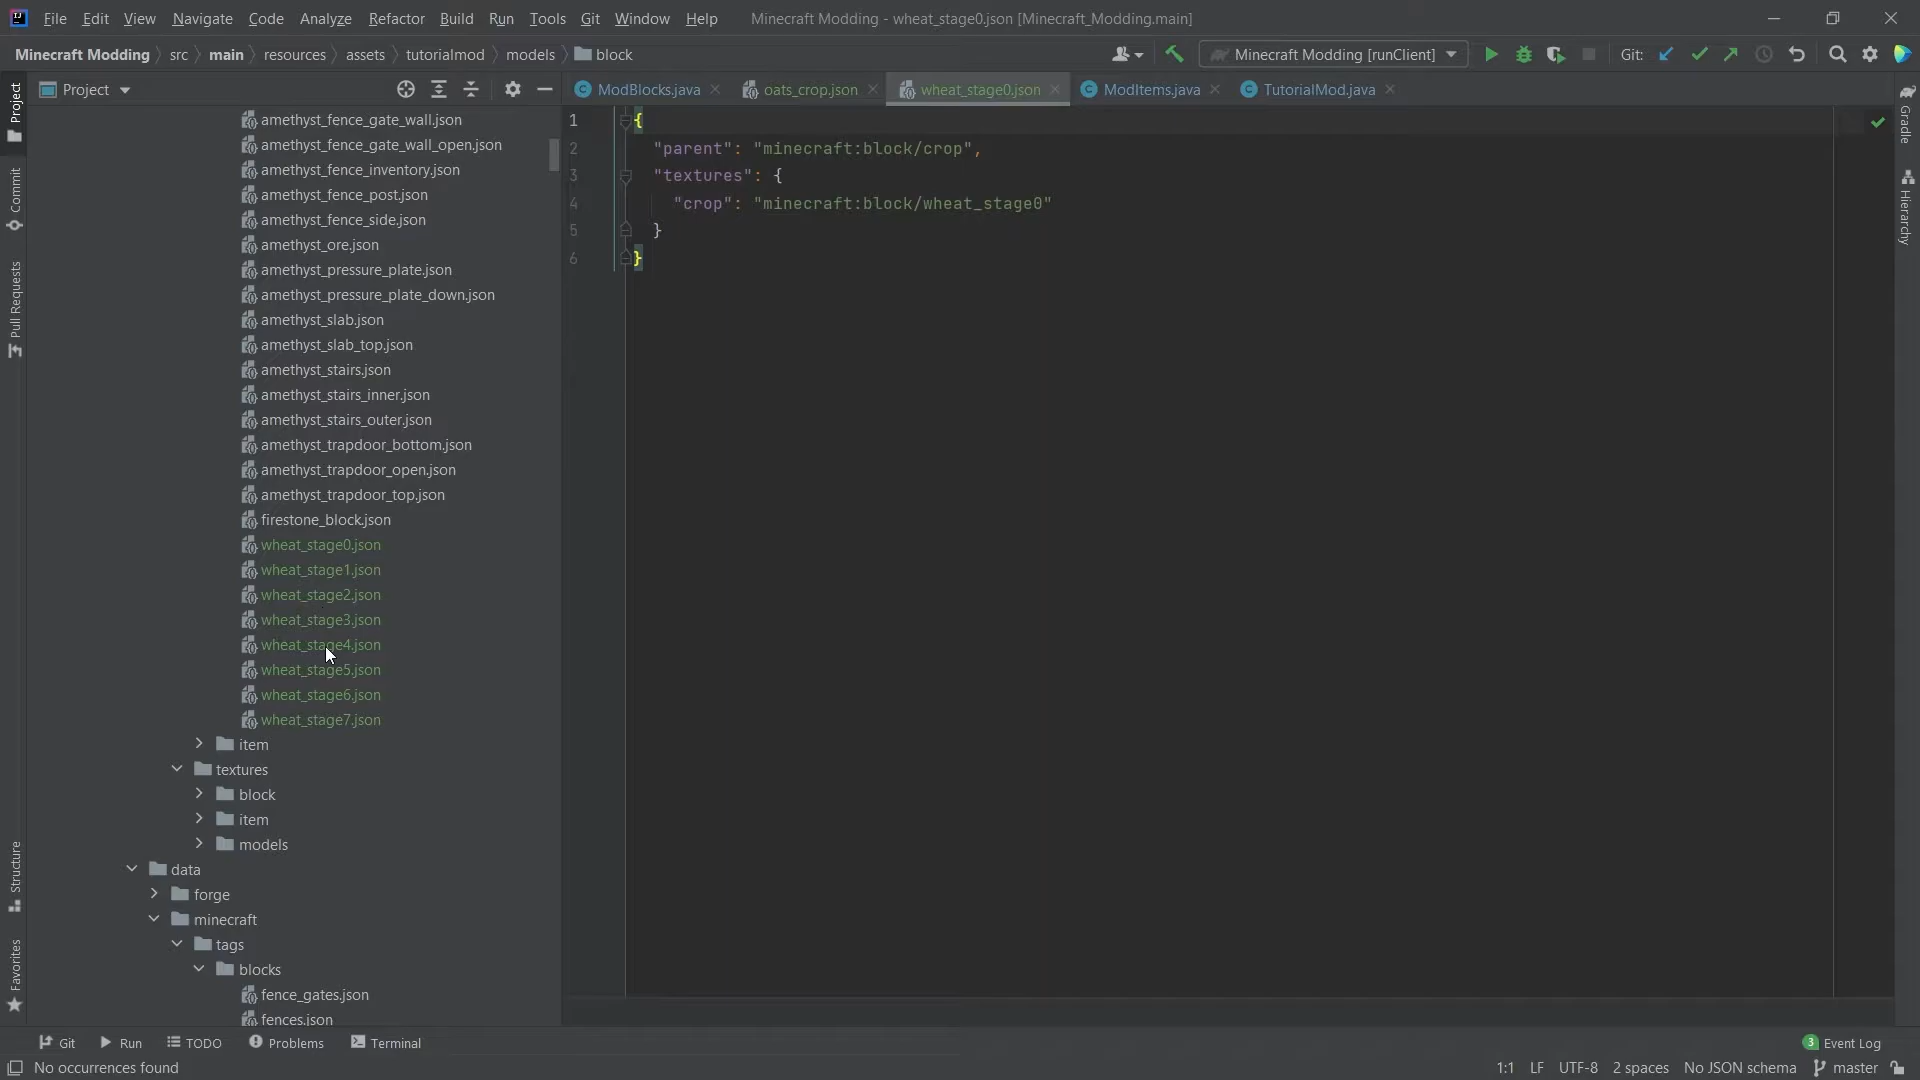 File Edit View Navigate Code Analyze Refactor Build Run Tools Git Window Help Minecraft Modding - wheat_stage0.json [Minecraft_Modding.main]
Minecraft Modding src main resources assets tutorialmod models block Minecraft Modding [runClient] Git:
Project ModBlocks.java oats_crop.json wheat_stage0.json ModItems.java TutorialMod.java
Project
Commit
Pull Requests
Structure
Favorites
amethyst_fence_gate_wall.json
amethyst_fence_gate_wall_open.json
amethyst_fence_inventory.json
amethyst_fence_post.json
amethyst_fence_side.json
amethyst_ore.json
amethyst_pressure_plate.json
amethyst_pressure_plate_down.json
amethyst_slab.json
amethyst_slab_top.json
amethyst_stairs.json
amethyst_stairs_inner.json
amethyst_stairs_outer.json
amethyst_trapdoor_bottom.json
amethyst_trapdoor_open.json
amethyst_trapdoor_top.json
firestone_block.json
wheat_stage0.json
wheat_stage1.json
wheat_stage2.json
wheat_stage3.json
wheat_stage4.json
wheat_stage5.json
wheat_stage6.json
wheat_stage7.json
item
textures
block
item
models
data
forge
minecraft
tags
blocks
fence_gates.json
fences.json
1 {
2 "parent": "minecraft:block/crop",
3 "textures": {
4 "crop": "minecraft:block/wheat_stage0"
5 }
6 }
Gradle
Hierarchy
Git Run TODO Problems Terminal 3 Event Log
No occurrences found 1:1 LF UTF-8 2 spaces No JSON schema master